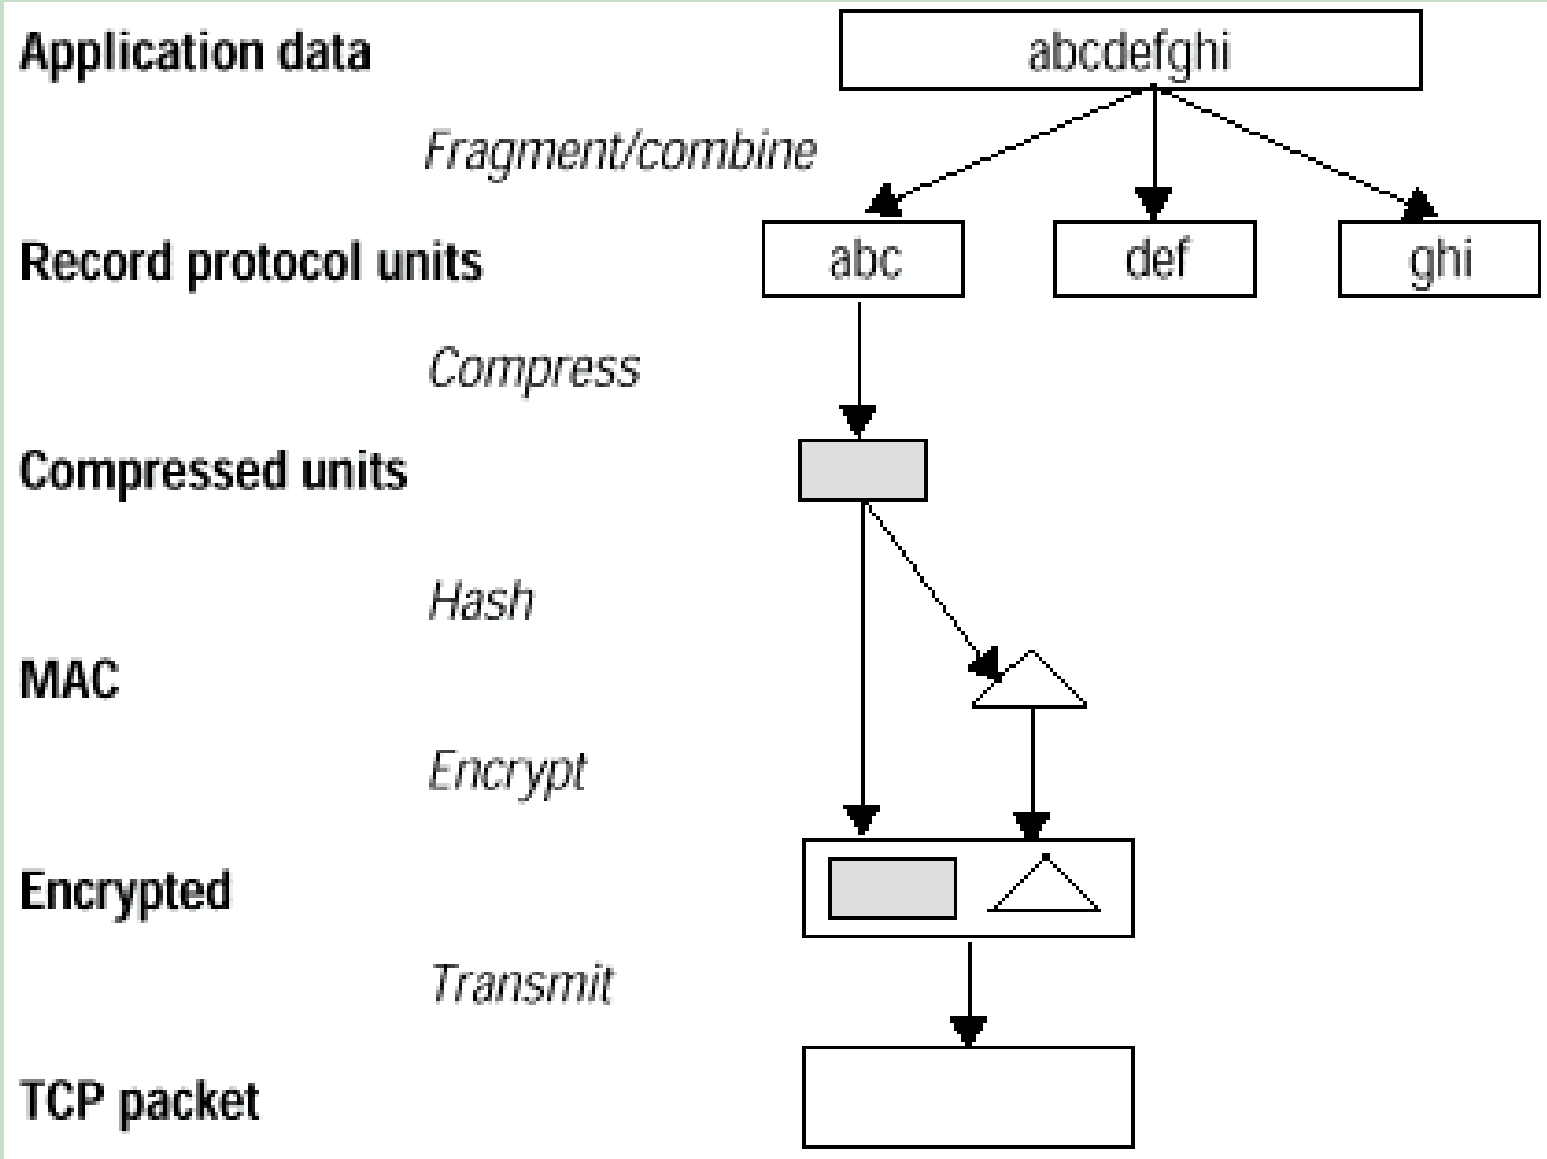 Application data
abcdefghi
Fragment/combine
Record protocol units
abc
def
ghi
Compress
Compressed units
Hash
MAC
Encrypt
Encrypted
Transmit
TCP packet